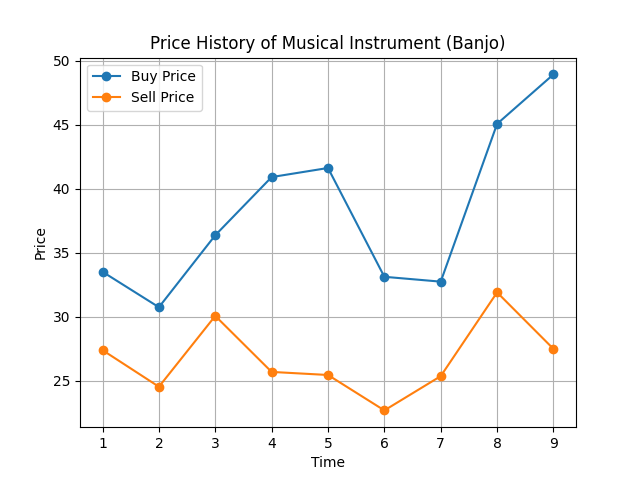 Price History of Musical Instrument (Banjo)
Buy Price
Sell Price
50
45
40
35
30
25
Price
1 2 3 4 5 6 7 8 9
Time